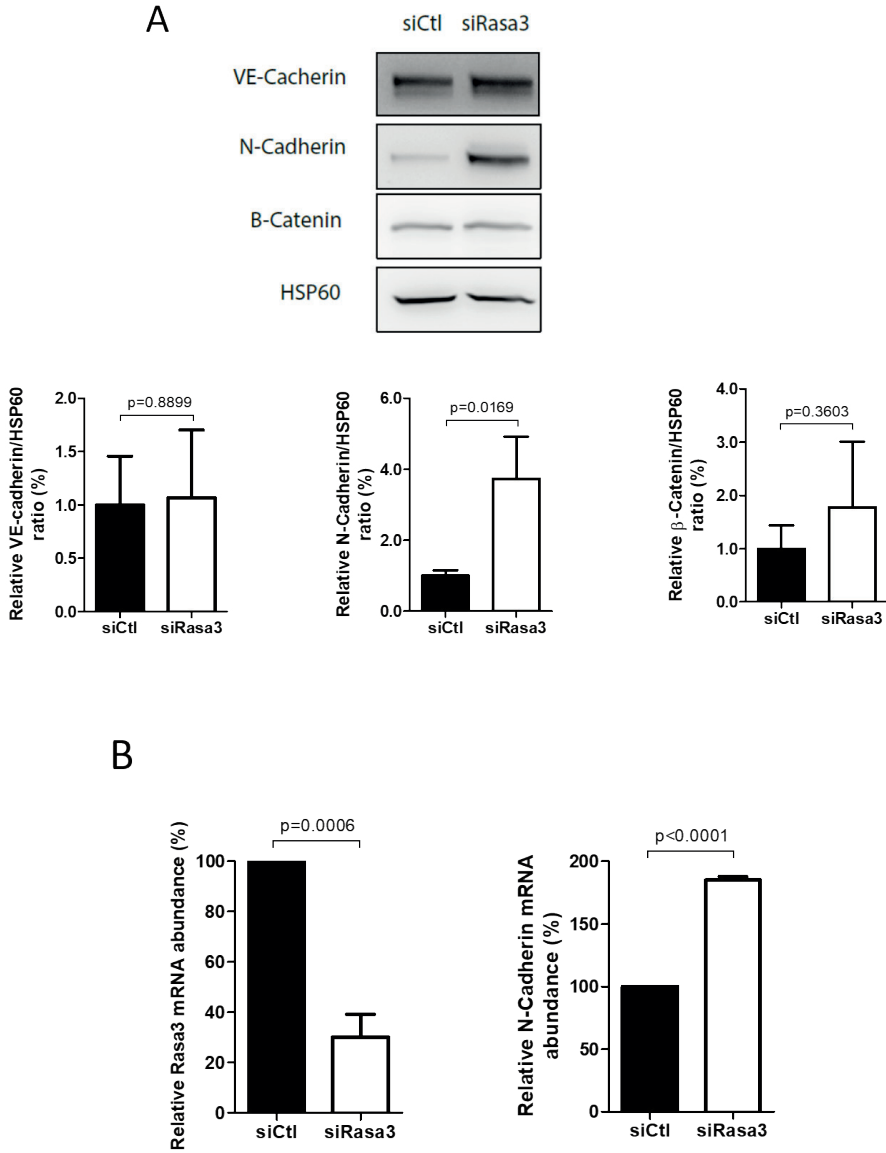 A
siCtl siRasa3
VE-Cacherin
N-Cadherin
B-Catenin
HSP60
Relative VE-cadherin/HSP60
ratio (%)
2.0
1.5
1.0
0.5
0.0
p=0.8899
siCtl siRasa3
Relative N-Cadherin/HSP60
ratio (%)
6.0
4.0
2.0
0.0
p=0.0169
siCtl siRasa3
Relative β-Catenin/HSP60
ratio (%)
4.0
3.0
2.0
1.0
0.0
p=0.3603
siCtl siRasa3
B
Relative Rasa3 mRNA abundance (%)
100
80
60
40
20
0
p=0.0006
siCtl siRasa3
Relative N-Cadherin mRNA
abundance (%)
200
150
100
50
0
p<0.0001
siCtl siRasa3